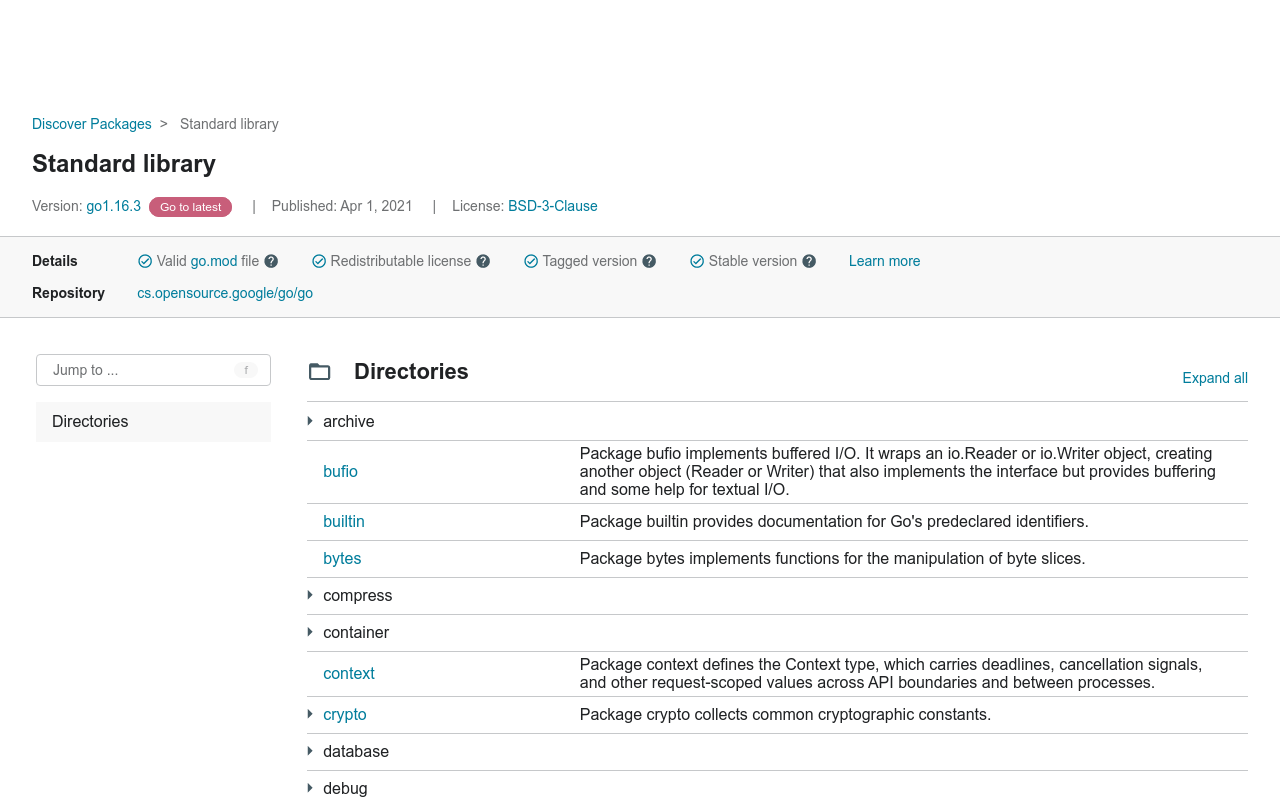 Discover Packages > Standard library
Standard library
Version: go1.16.3 Go to latest | Published: Apr 1, 2021 | License: BSD-3-Clause
Details Valid go.mod file ? Redistributable license ? Tagged version ? Stable version ? Learn more
Repository cs.opensource.google/go/go
Jump to ... f
Directories
Directories
Expand all
archive
bufio
Package bufio implements buffered I/O. It wraps an io.Reader or io.Writer object, creating
another object (Reader or Writer) that also implements the interface but provides buffering
and some help for textual I/O.
builtin Package builtin provides documentation for Go's predeclared identifiers.
bytes Package bytes implements functions for the manipulation of byte slices.
compress
container
context
Package context defines the Context type, which carries deadlines, cancellation signals,
and other request-scoped values across API boundaries and between processes.
crypto Package crypto collects common cryptographic constants.
database
debug